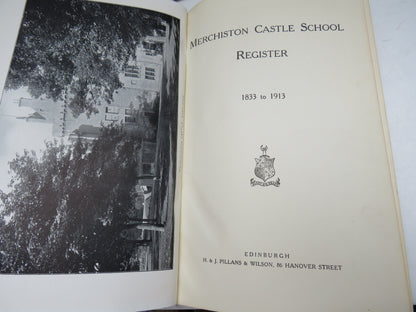 MERCHISTON CASTLE SCHOOL
REGISTER
1833 to 1913
EDINBURGH
H. & J. PILLANS & WILSON, 86 HANOVER STREET